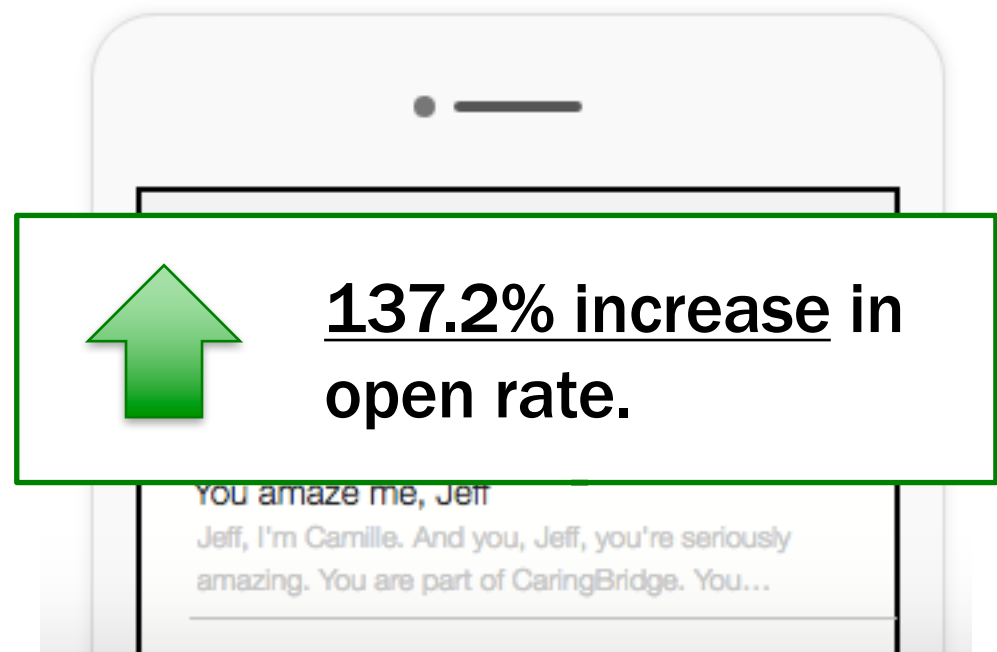 137.2% increase in
open rate.
You amaze me, Jeff
Jeff, I'm Camille. And you, Jeff, you're seriously
amazing. You are part of CaringBridge. You...